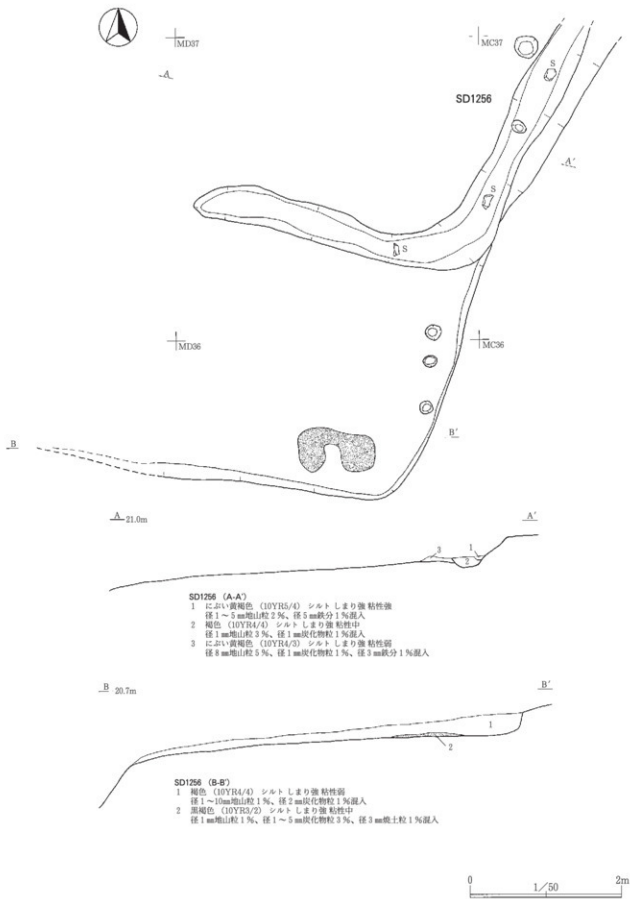 MD37
MC37
A
S
SD1256
A′
S
S
MD36
MC36
B
B′
A 21.0m
A′
3
1
2
SD1256 (A-A′)
1 にぶい黄褐色 (10YR5/4) シルト しまり強 粘性強
径1～5㎜地山粒2%、径5㎜鉄分1%混入
2 褐色 (10YR4/4) シルト しまり強 粘性中
径1㎜地山粒3%、径1㎜炭化物粒1%混入
3 にぶい黄褐色 (10YR4/3) シルト しまり強 粘性弱
径8㎜地山粒5%、径1㎜炭化物粒1%、径3㎜鉄分1%混入
B 20.7m
B′
1
2
SD1256 (B-B′)
1 褐色 (10YR4/4) シルト しまり強 粘性弱
径1～10㎜地山粒1%、径2㎜炭化物粒1%混入
2 黒褐色 (10YR3/2) シルト しまり強 粘性中
径1㎜地山粒1%、径1～5㎜炭化物粒3%、径3㎜焼土粒1%混入
0 1/50 2m